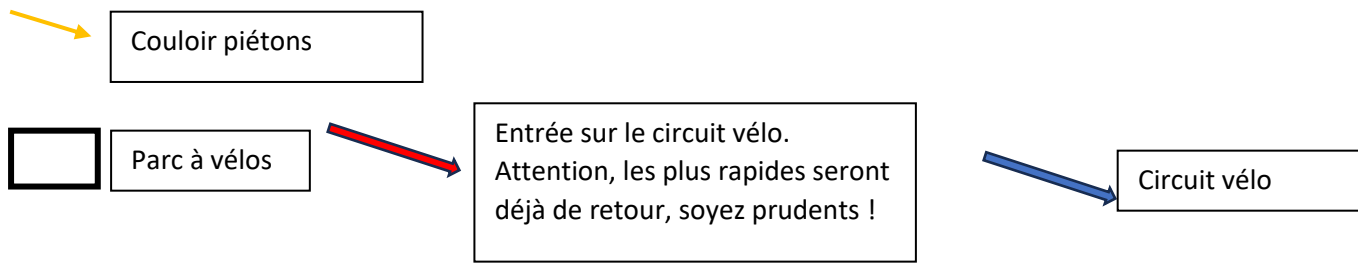 Couloir piétons
Parc à vélos
Entrée sur le circuit vélo.
Attention, les plus rapides seront
déjà de retour, soyez prudents !
Circuit vélo